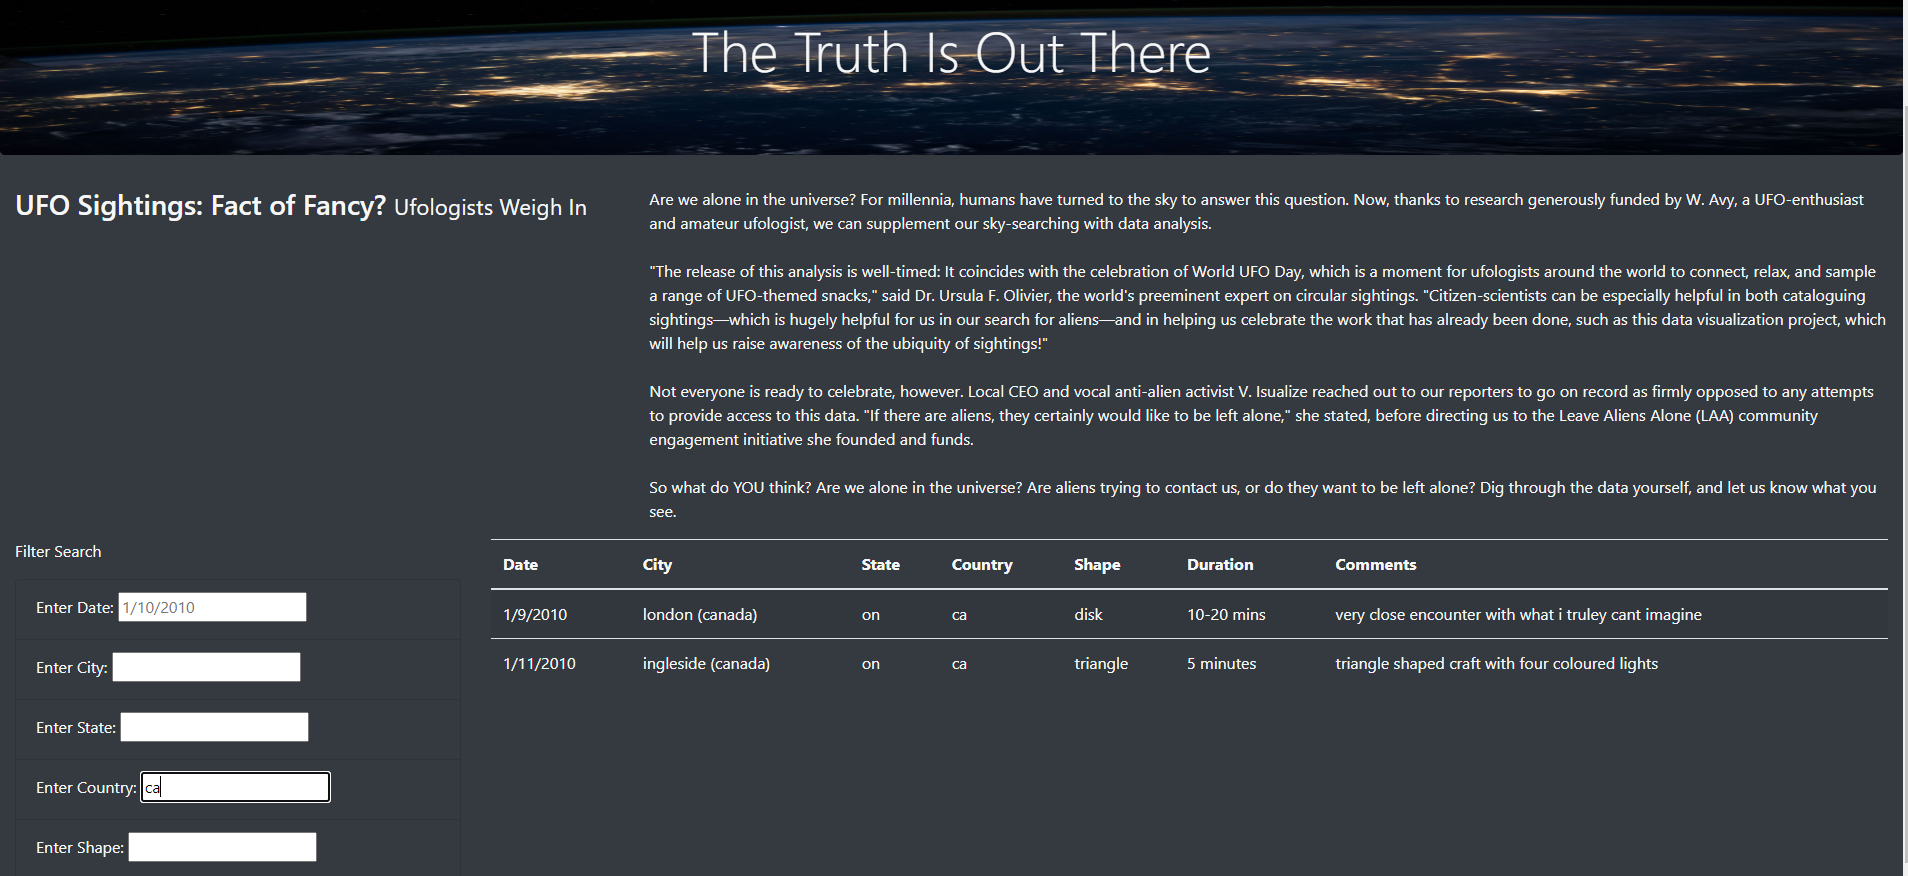 The Truth Is Out There
UFO Sightings: Fact of Fancy? Ufologists Weigh In
Are we alone in the universe? For millennia, humans have turned to the sky to answer this question. Now, thanks to research generously funded by W. Avy, a UFO-enthusiast
and amateur ufologist, we can supplement our sky-searching with data analysis.
"The release of this analysis is well-timed: It coincides with the celebration of World UFO Day, which is a moment for ufologists around the world to connect, relax, and sample
a range of UFO-themed snacks," said Dr. Ursula F. Olivier, the world's preeminent expert on circular sightings. "Citizen-scientists can be especially helpful in both cataloguing
sightings—which is hugely helpful for us in our search for aliens—and in helping us celebrate the work that has already been done, such as this data visualization project, which
will help us raise awareness of the ubiquity of sightings!"
Not everyone is ready to celebrate, however. Local CEO and vocal anti-alien activist V. Isualize reached out to our reporters to go on record as firmly opposed to any attempts
to provide access to this data. "If there are aliens, they certainly would like to be left alone," she stated, before directing us to the Leave Aliens Alone (LAA) community
engagement initiative she founded and funds.
So what do YOU think? Are we alone in the universe? Are aliens trying to contact us, or do they want to be left alone? Dig through the data yourself, and let us know what you
see.
Filter Search
Enter Date: 1/10/2010
Enter City:
Enter State:
Enter Country: ca
Enter Shape:
Date City State Country Shape Duration Comments
1/9/2010 london (canada) on ca disk 10-20 mins very close encounter with what i truley cant imagine
1/11/2010 ingleside (canada) on ca triangle 5 minutes triangle shaped craft with four coloured lights